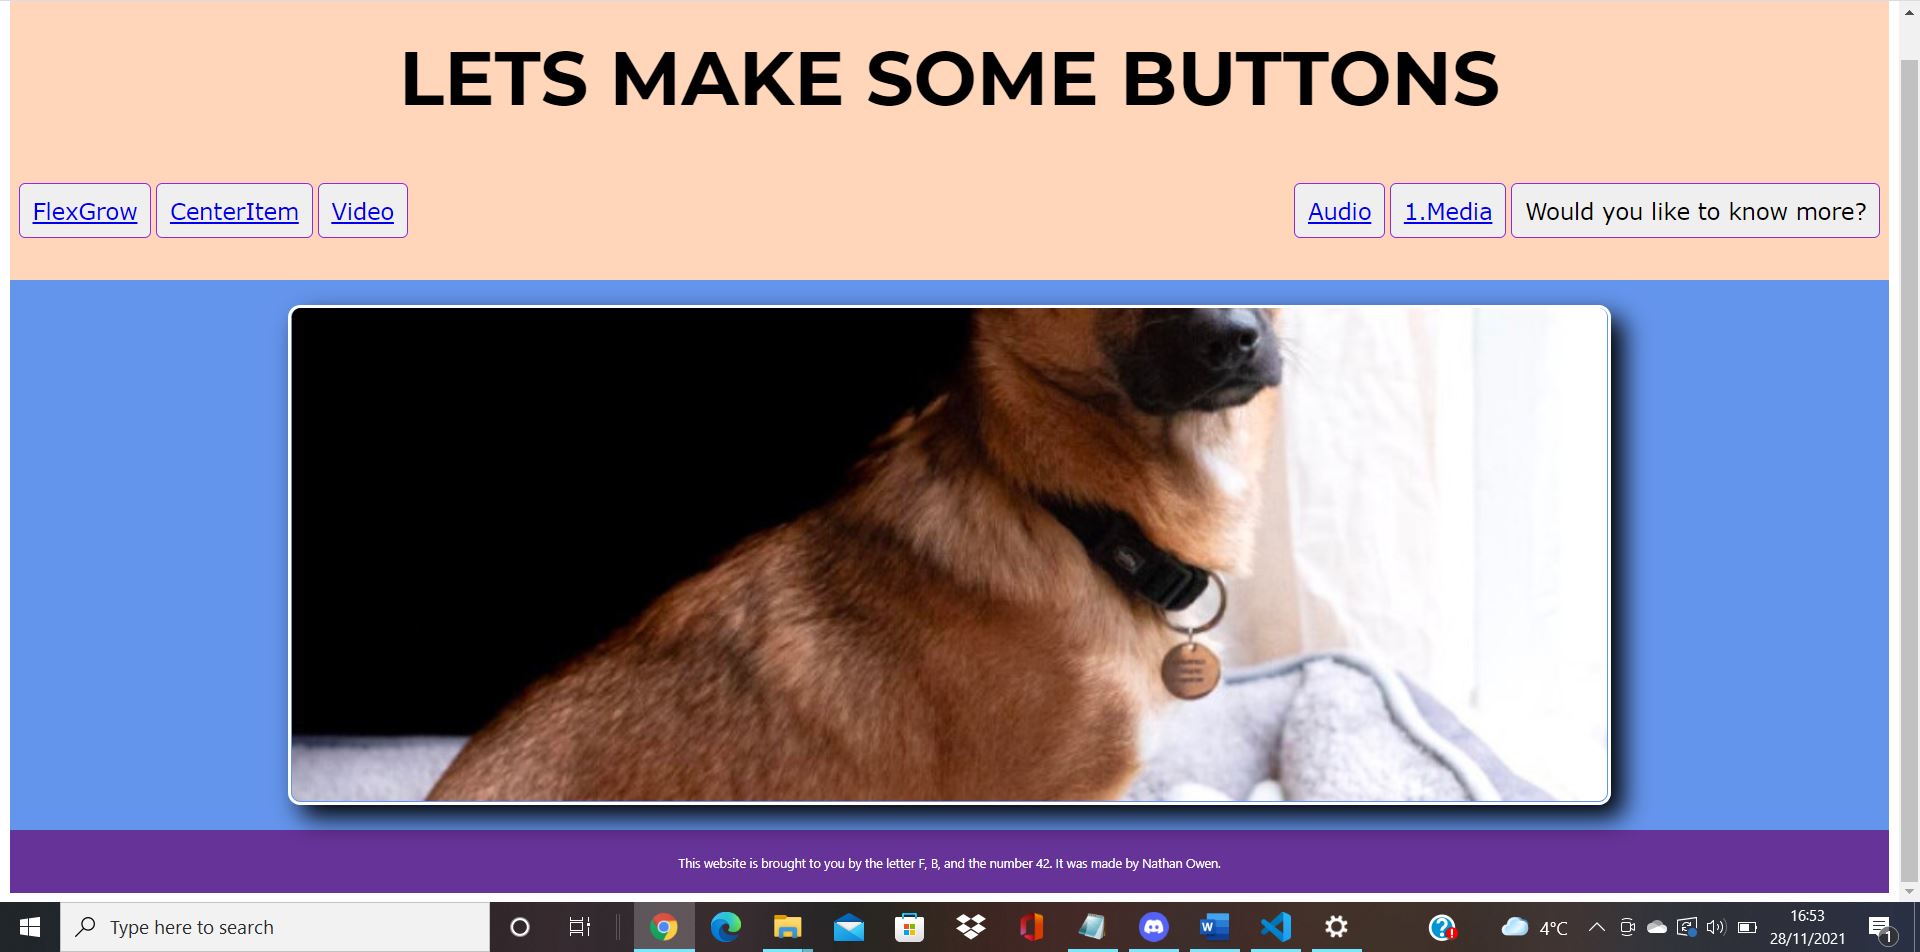 LETS MAKE SOME BUTTONS
FlexGrow CenterItem Video Audio 1.Media Would you like to know more?
This website is brought to you by the letter F, B, and the number 42. It was made by Nathan Owen.
Type here to search
4°C
16:53
28/11/2021
1